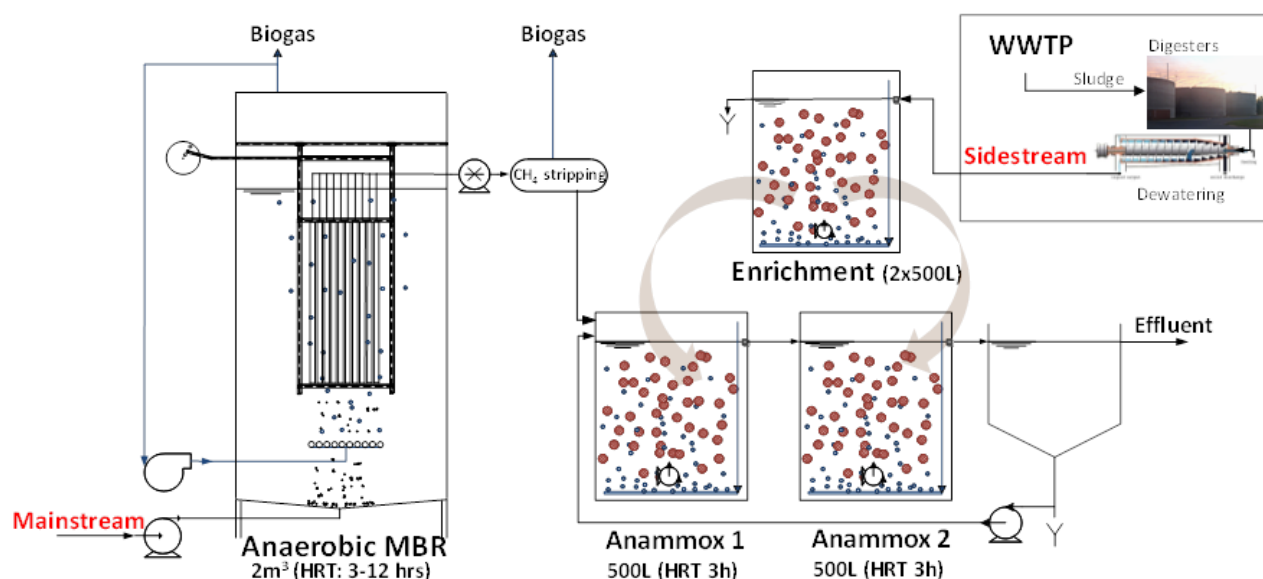 Biogas
Biogas
WWTP
Digesters
Sludge
Sidestream
Dewatering
CH₄ stripping
Enrichment (2x500L)
Effluent
Mainstream
Anaerobic MBR
2m³ (HRT: 3-12 hrs)
Anammox 1
500L (HRT 3h)
Anammox 2
500L (HRT 3h)